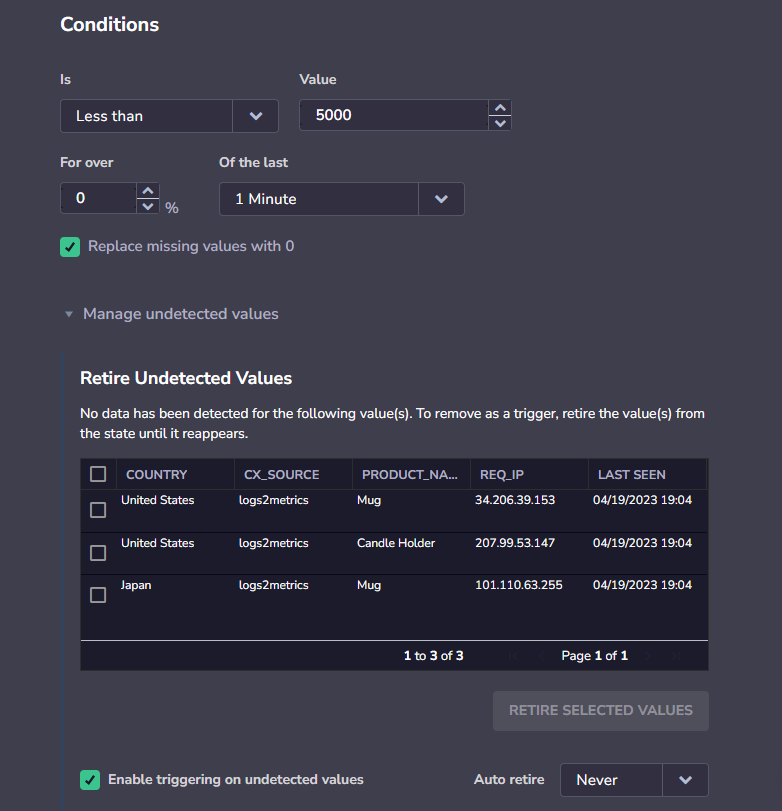 Conditions
Is Value
Less than 5000
For over Of the last
0 % 1 Minute
Replace missing values with 0
Manage undetected values
Retire Undetected Values
No data has been detected for the following value(s). To remove as a trigger, retire the value(s) from
the state until it reappears.
COUNTRY CX_SOURCE PRODUCT_NA... REQ_IP LAST SEEN
United States logs2metrics Mug 34.206.39.153 04/19/2023 19:04
United States logs2metrics Candle Holder 207.99.53.147 04/19/2023 19:04
Japan logs2metrics Mug 101.110.63.255 04/19/2023 19:04
1 to 3 of 3 Page 1 of 1
RETIRE SELECTED VALUES
Enable triggering on undetected values Auto retire Never